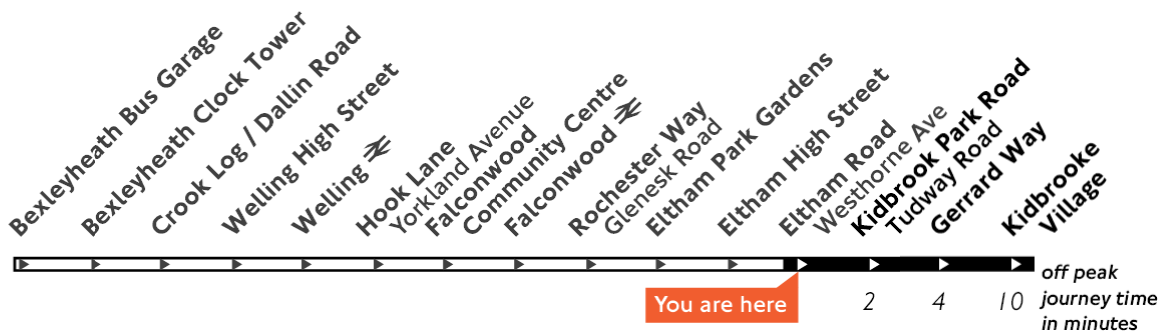 Bexleyheath Bus Garage
Bexleyheath Clock Tower
Crook Log / Dallin Road
Welling High Street
Welling
Hook Lane
Yorkland Avenue
Falconwood
Community Centre
Falconwood
Rochester Way
Glenesk Road
Eltham Park Gardens
Eltham High Street
Eltham Road
Westhorne Ave
Kidbrook Park Road
Tudway Road
Gerrard Way
Kidbrooke
Village
You are here
2 4 10
off peak
journey time
in minutes